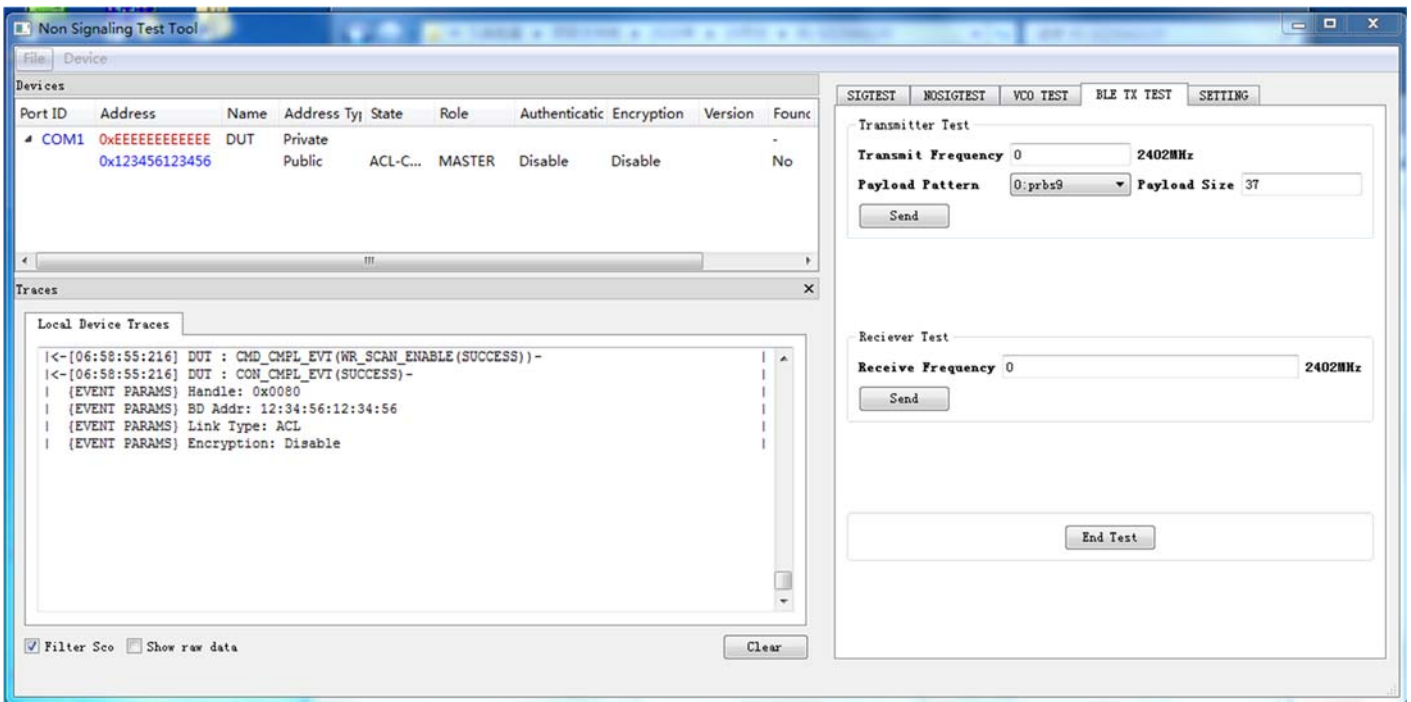 Non Signaling Test Tool
File Device
Devices
Port ID Address Name Address Ty State Role Authenticatic Encryption Version Found
COM1 0xEEEEEEEEEEEE DUT Private -
0x123456123456 Public ACL-C... MASTER Disable Disable No
Traces
Local Device Traces
|<-[06:58:55:216] DUT : CMD_CMPL_EVT(WR_SCAN_ENABLE(SUCCESS))- |
|<-[06:58:55:216] DUT : CON_CMPL_EVT(SUCCESS)- |
| {EVENT PARAMS} Handle: 0x0080 |
| {EVENT PARAMS} BD Addr: 12:34:56:12:34:56 |
| {EVENT PARAMS} Link Type: ACL |
| {EVENT PARAMS} Encryption: Disable |
Filter Sco Show raw data Clear
SIGTEST NOSIGTEST VCO TEST BLE TX TEST SETTING
Transmitter Test
Transmit Frequency 0 2402MHz
Payload Pattern 0:prbs9 Payload Size 37
Send
Reciever Test
Receive Frequency 0 2402MHz
Send
End Test